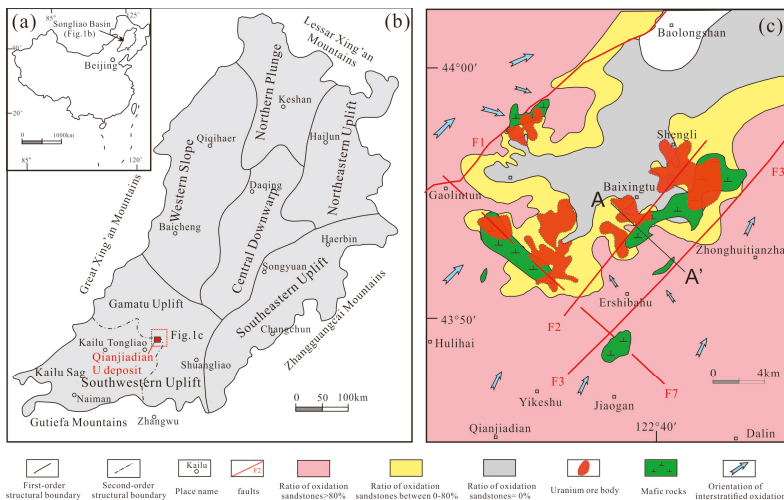 (a)
Songliao Basin
(Fig.1b)
Beijing
85°
125°
40°
20°
0
1000km
85°
120°
(b)
Lessar Xing'an
Mountains
Northern Plunge
Keshan
Qiqihaer
Hailun
Northeastern Uplift
Western Slope
Daqing
Central Downwarp
Baicheng
Haerbin
Great Xing'an Mountains
Songyuan
Southeastern Uplift
Gamatu Uplift
Changchun
Zhangguangcai Mountains
Fig.1c
Kailu Tongliao
Qianjiadian
U deposit
Shuangliao
Kailu Sag
Southwestern Uplift
Naiman
Gutiefa Mountains
Zhangwu
0 50 100km
(c)
Baolongshan
44°00'
F1
Shengli
F3
Gaolintun
Baixingtu
A
Zhonghuitianzha
A'
Ershibahu
43°50'
F2
Hulihai
F3
F7
0 4km
Yikeshu
Jiaogan
122°40'
Qianjiadian
Dalin
First-order
structural boundary
Second-order
structural boundary
Kailu
Place name
F2
faults
Ratio of oxidation
sandstones>80%
Ratio of oxidation
sandstones between 0-80%
Ratio of oxidation
sandstones= 0%
Uranium ore body
Mafic rocks
Orientation of
interstratified oxidation